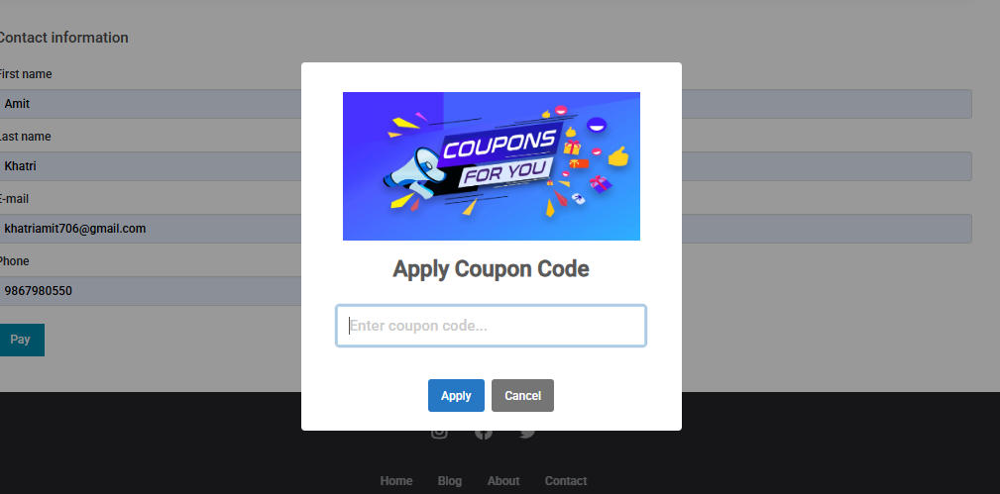 Contact information
First name
Amit
Last name
Khatri
E-mail
khatriamit706@gmail.com
Phone
9867980550
Pay
COUPONS
FOR YOU
Apply Coupon Code
Enter coupon code...
Apply Cancel
Home Blog About Contact